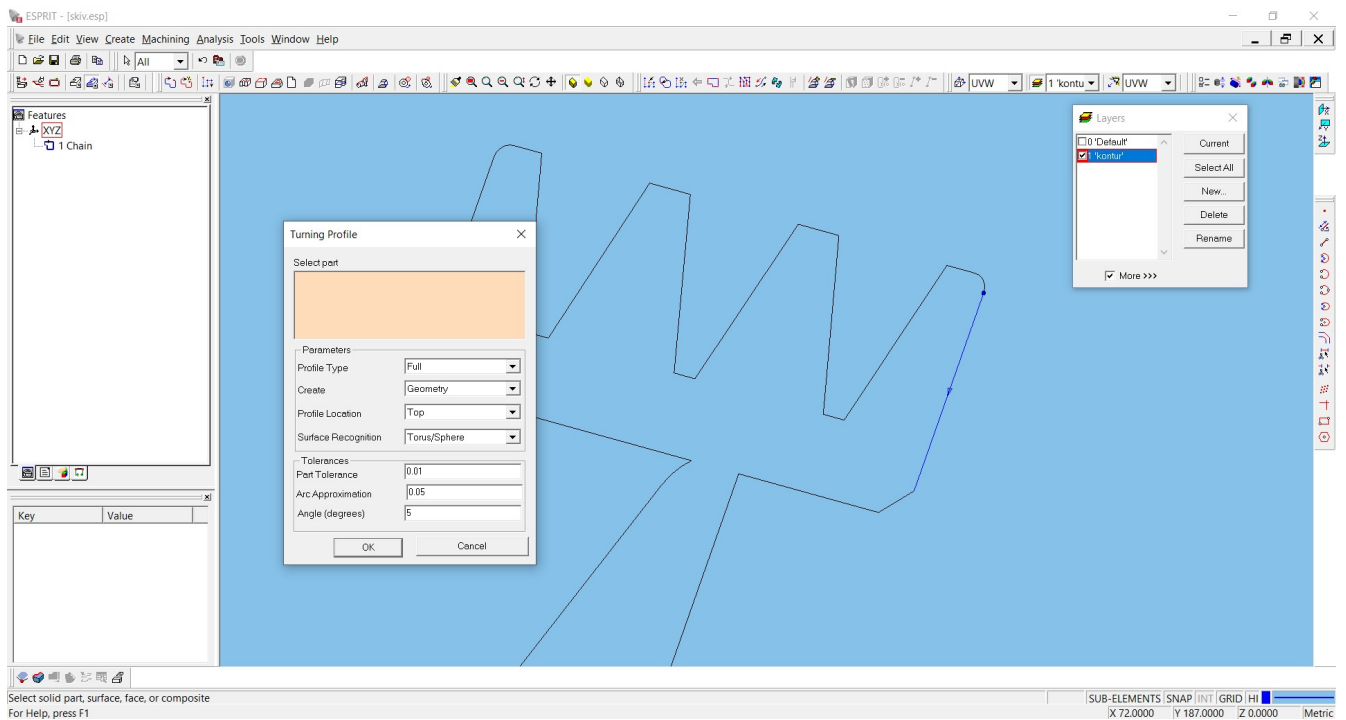 ESPRIT - [skiv.esp]
File Edit View Create Machining Analysis Tools Window Help
All
UVW
1 'kontu
UVW
Features
XYZ
1 Chain
Layers
0 'Default'
1 'kontur'
Current
Select All
New...
Delete
Rename
More >>>
Turning Profile
Select part
Parameters
Profile Type Full
Create Geometry
Profile Location Top
Surface Recognition Torus/Sphere
Tolerances
Part Tolerance 0.01
Arc Approximation 0.05
Angle (degrees) 5
OK Cancel
Key Value
Select solid part, surface, face, or composite
SUB-ELEMENTS SNAP INT GRID HI
For Help, press F1
X 72.0000 Y 187.0000 Z 0.0000 Metric